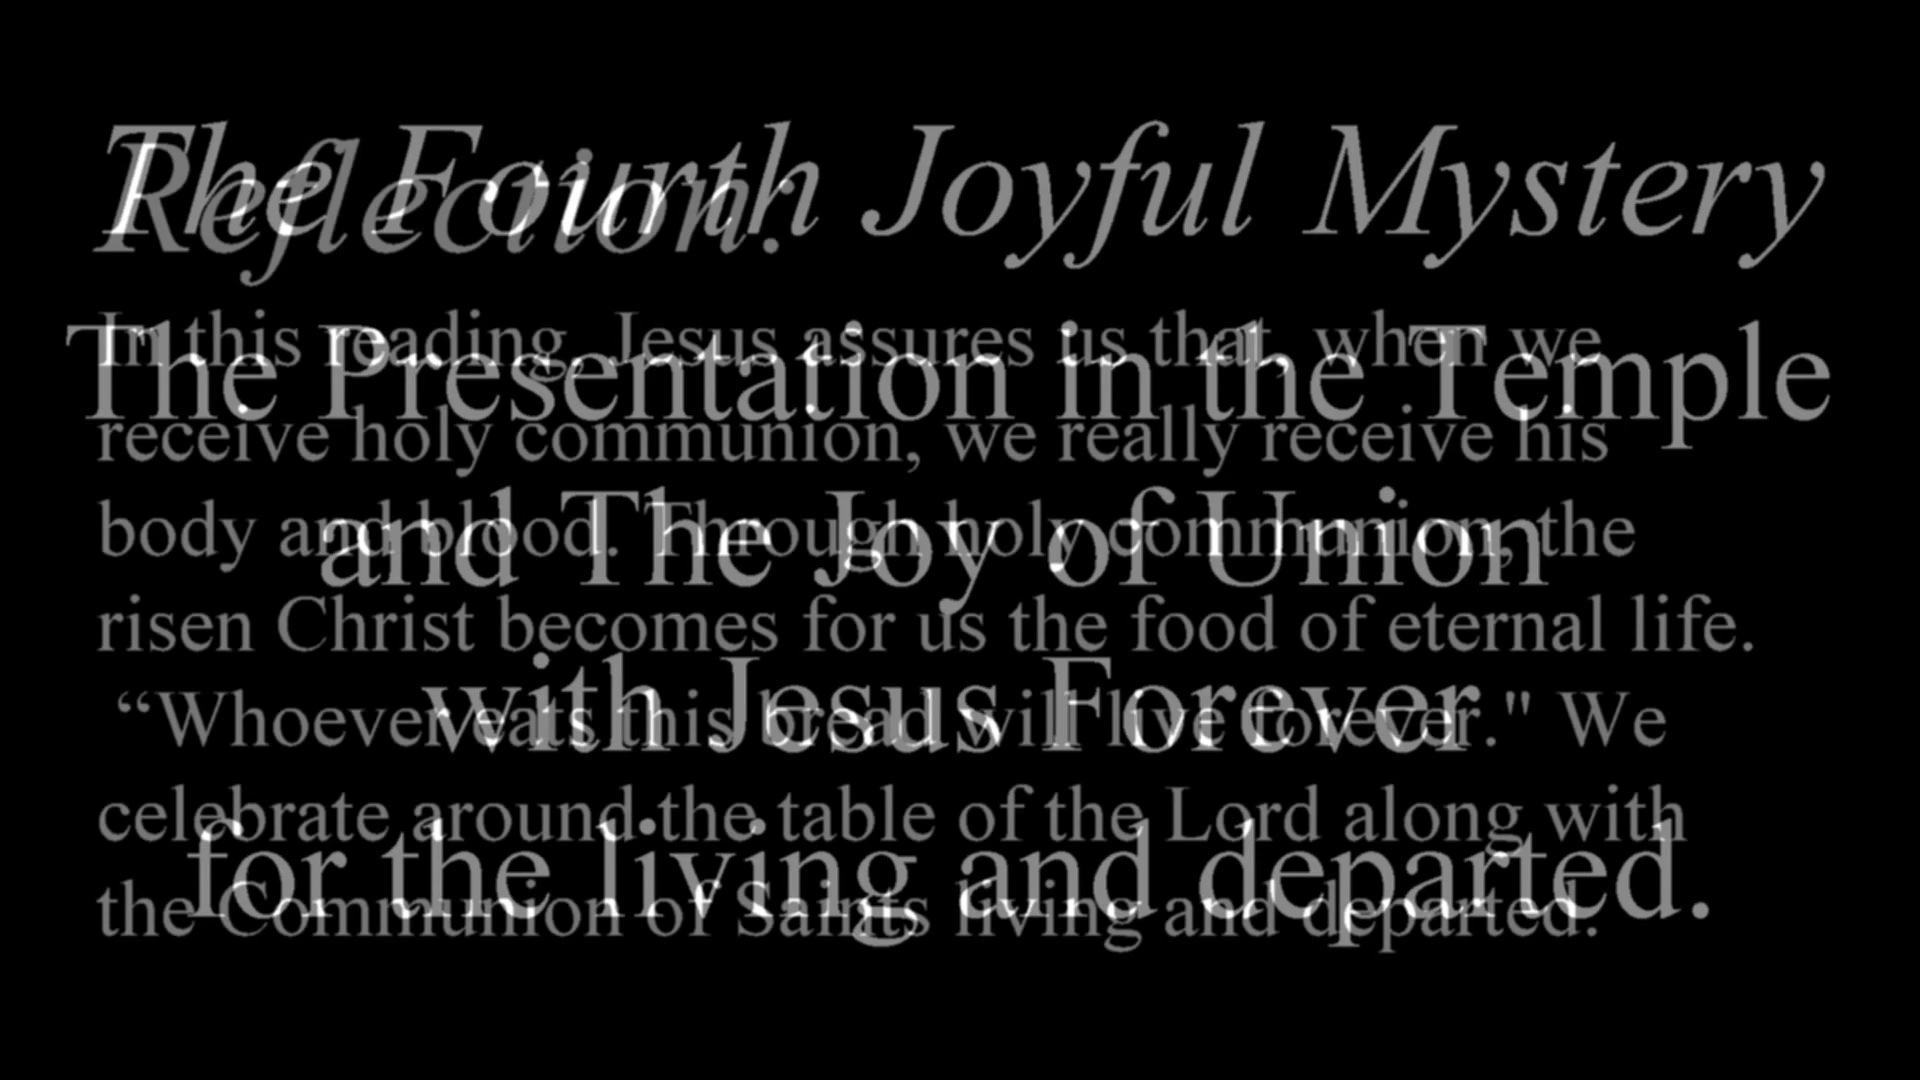 The Fourth Joyful Mystery
The Presentation in the Temple
and The Joy of Union
with Jesus Forever
for the living and departed.
Reflection:
In this reading, Jesus assures us that, when we
receive holy communion, we really receive his
body and blood. Through holy communion, the
risen Christ becomes for us the food of eternal life.
“Whoever eats this bread will live forever." We
celebrate around the table of the Lord along with
the Communion of Saints living and departed.